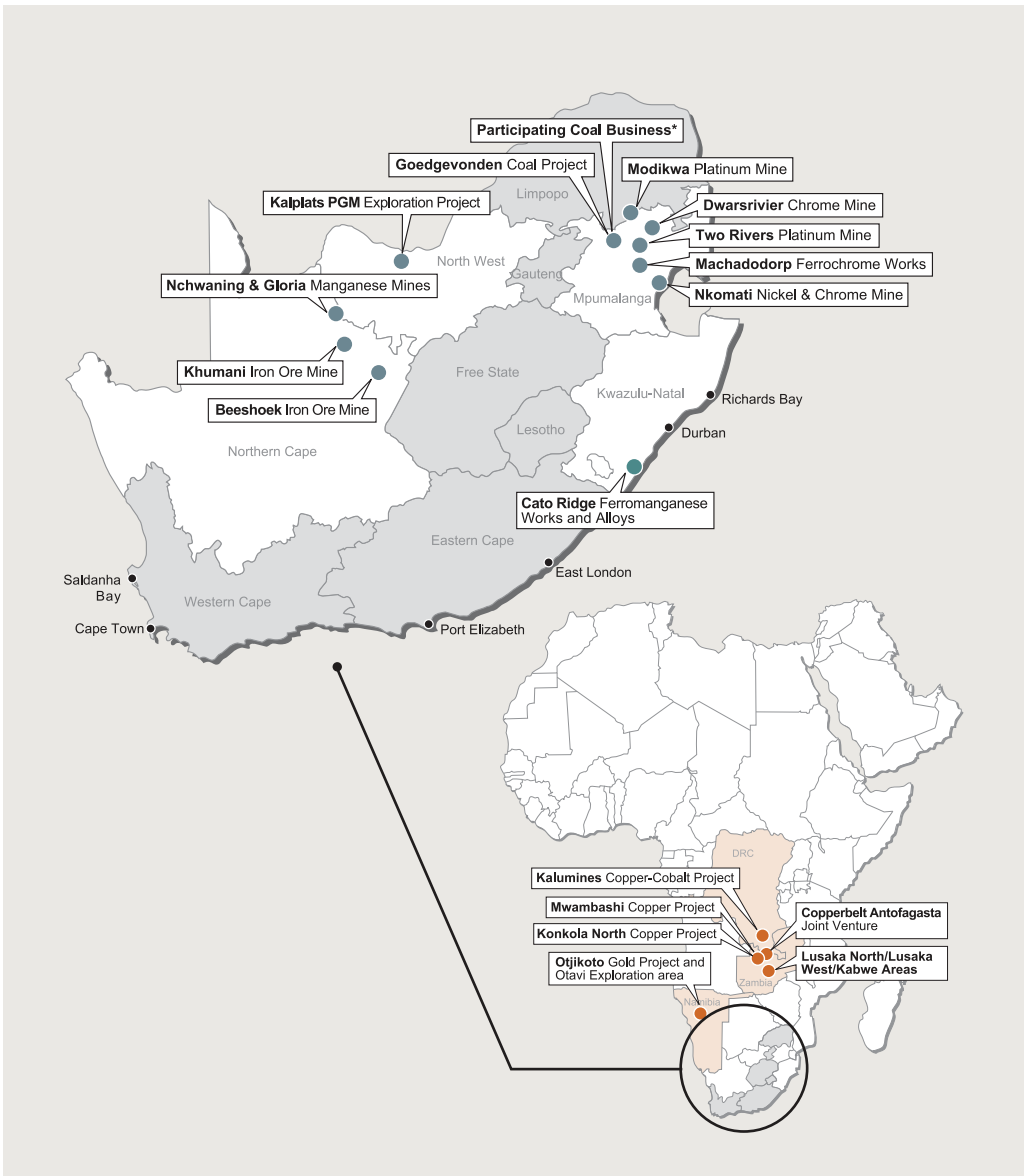 Participating Coal Business*
Goedgevonden Coal Project
Modikwa Platinum Mine
Limpopo
Kalplats PGM Exploration Project
Dwarsrivier Chrome Mine
Two Rivers Platinum Mine
North West
Gauteng
Machadodorp Ferrochrome Works
Nchwaning & Gloria Manganese Mines
Mpumalanga
Nkomati Nickel & Chrome Mine
Khumani Iron Ore Mine
Free State
Kwazulu-Natal
Richards Bay
Beeshoek Iron Ore Mine
Lesotho
Durban
Northern Cape
Cato Ridge Ferromanganese
Works and Alloys
Eastern Cape
East London
Saldanha
Bay
Western Cape
Cape Town
Port Elizabeth
DRC
Kalumines Copper-Cobalt Project
Mwambashi Copper Project
Copperbelt Antofagasta
Joint Venture
Konkola North Copper Project
Otjikoto Gold Project and
Otavi Exploration area
Lusaka North/Lusaka
West/Kabwe Areas
Zambia
Namibia